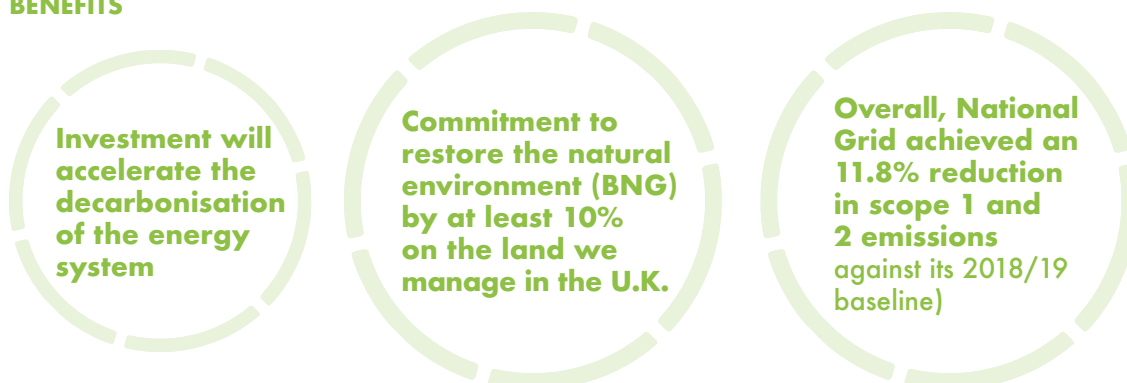 BENEFITS
Investment will
accelerate the
decarbonisation
of the energy
system
Commitment to
restore the natural
environment (BNG)
by at least 10%
on the land we
manage in the U.K.
Overall, National
Grid achieved an
11.8% reduction
in scope 1 and
2 emissions
against its 2018/19
baseline)